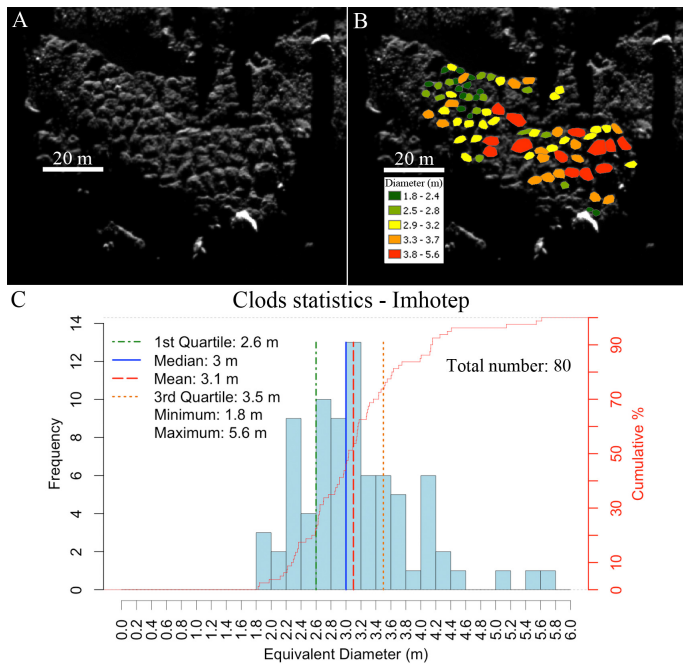 A
B
20 m
20 m
Diameter (m)
1.8 - 2.4
2.5 - 2.8
2.9 - 3.2
3.3 - 3.7
3.8 - 5.6
C
Clods statistics - Imhotep
1st Quartile: 2.6 m
Median: 3 m
Mean: 3.1 m
3rd Quartile: 3.5 m
Minimum: 1.8 m
Maximum: 5.6 m
Total number: 80
Frequency
14
12
10
8
6
4
2
0
Cumulative %
90
70
50
30
20
10
0
0.0 0.2 0.4 0.6 0.8 1.0 1.2 1.4 1.6 1.8 2.0 2.2 2.4 2.6 2.8 3.0 3.2 3.4 3.6 3.8 4.0 4.2 4.4 4.6 4.8 5.0 5.2 5.4 5.6 5.8 6.0
Equivalent Diameter (m)